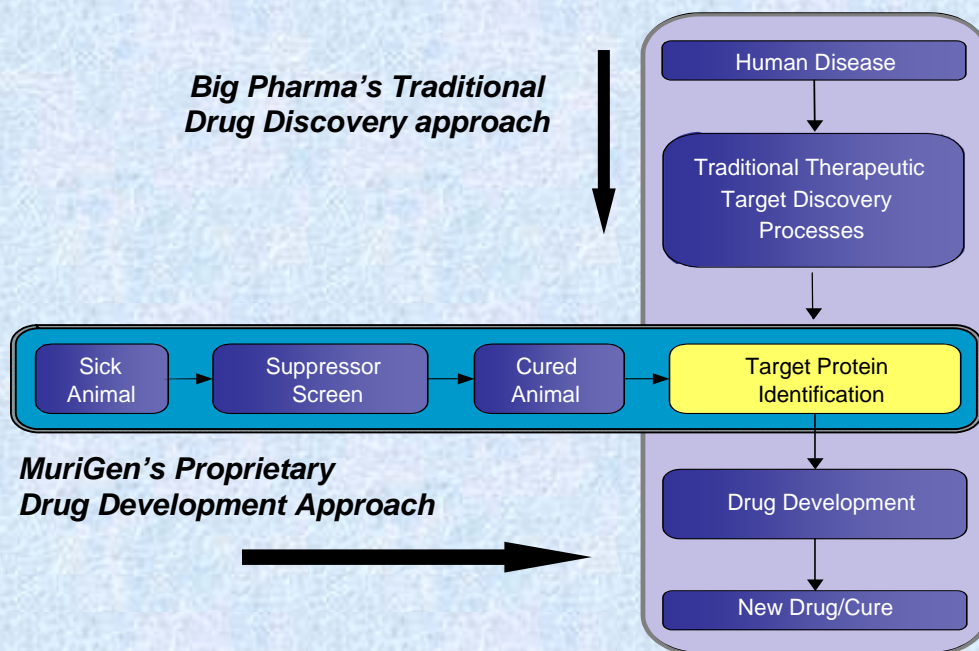 Big Pharma's Traditional
Drug Discovery approach
Human Disease
Traditional Therapeutic
Target Discovery
Processes
Sick
Animal
Suppressor
Screen
Cured
Animal
Target Protein
Identification
MuriGen's Proprietary
Drug Development Approach
Drug Development
New Drug/Cure